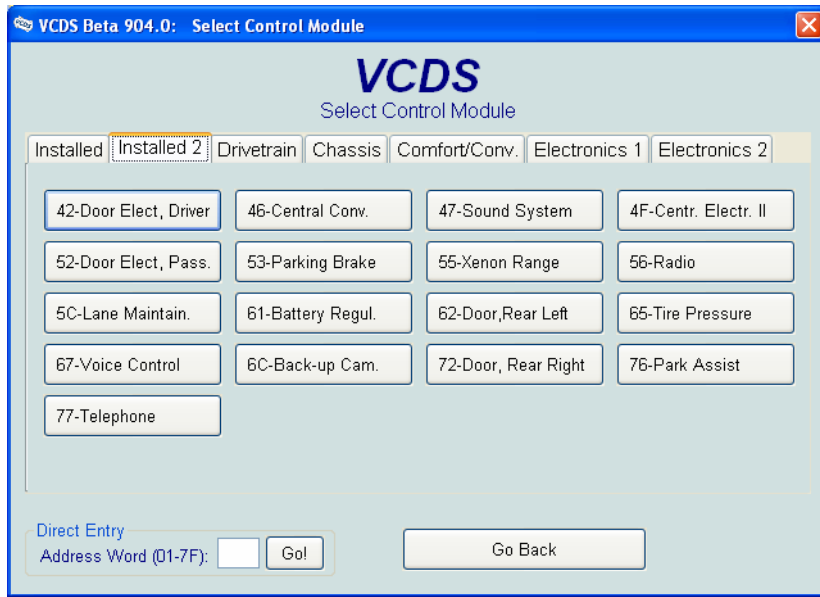 VCDS Beta 904.0: Select Control Module
VCDS
Select Control Module
Installed Installed 2 Drivetrain Chassis Comfort/Conv. Electronics 1 Electronics 2
42-Door Elect, Driver 46-Central Conv. 47-Sound System 4F-Centr. Electr. II
52-Door Elect, Pass. 53-Parking Brake 55-Xenon Range 56-Radio
5C-Lane Maintain. 61-Battery Regul. 62-Door,Rear Left 65-Tire Pressure
67-Voice Control 6C-Back-up Cam. 72-Door, Rear Right 76-Park Assist
77-Telephone
Direct Entry
Address Word (01-7F): Go! Go Back